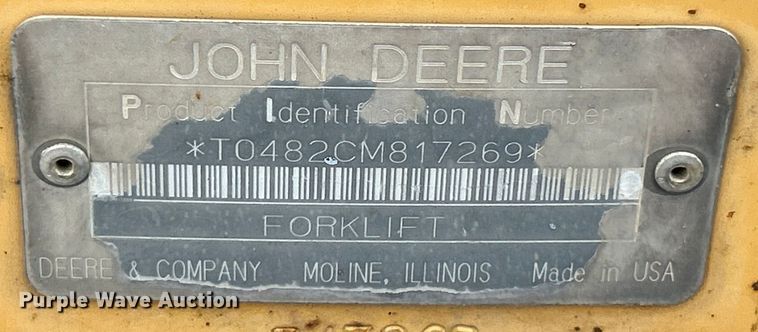 JOHN DEERE
Product Identification Number
*T0482CM817269*
FORKLIFT
DEERE & COMPANY MOLINE, ILLINOIS Made in USA
Purple Wave Auction